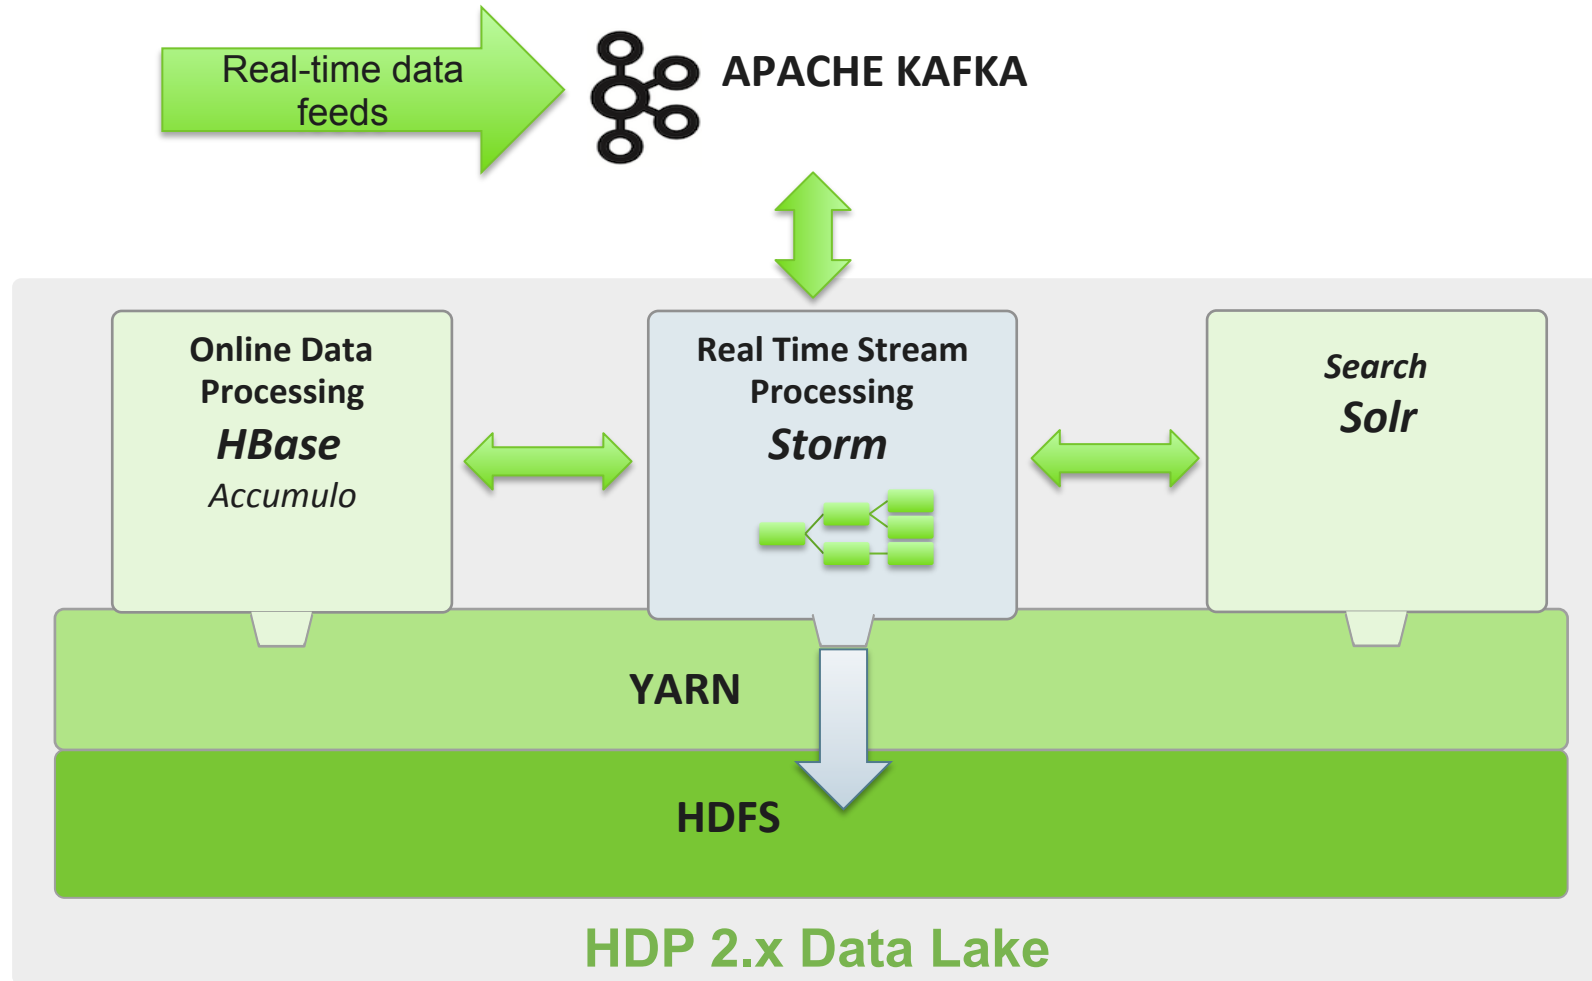 Real-time data
feeds
APACHE KAFKA
Online Data
Processing
HBase
Accumulo
Real Time Stream
Processing
Storm
Search
Solr
YARN
HDFS
HDP 2.x Data Lake